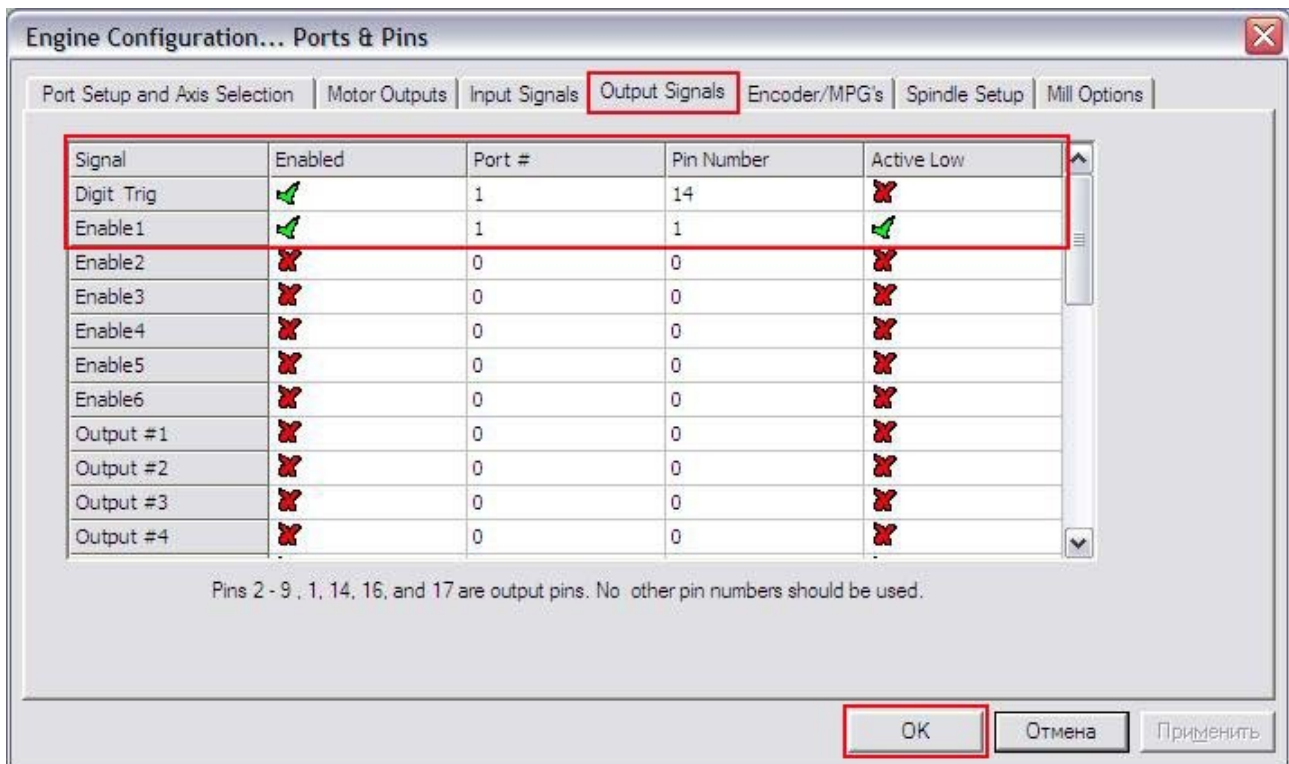 Engine Configuration... Ports & Pins
Port Setup and Axis Selection Motor Outputs Input Signals Output Signals Encoder/MPG's Spindle Setup Mill Options
Signal Enabled Port # Pin Number Active Low
Digit Trig 1 14
Enable1 1 1
Enable2 0 0
Enable3 0 0
Enable4 0 0
Enable5 0 0
Enable6 0 0
Output #1 0 0
Output #2 0 0
Output #3 0 0
Output #4 0 0
Pins 2 - 9 , 1, 14, 16, and 17 are output pins. No other pin numbers should be used.
OK Отмена Применить